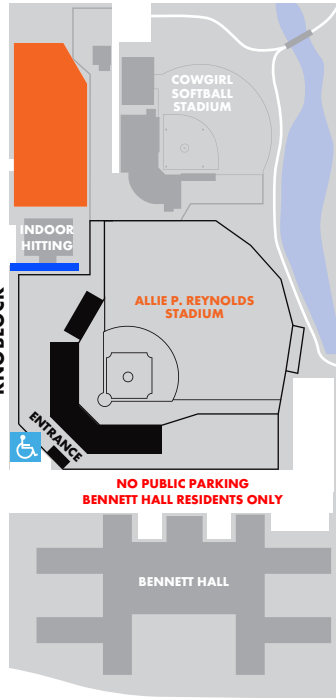 COWGIRL
SOFTBALL
STADIUM
INDOOR
HITTING
ALLIE P. REYNOLDS
STADIUM
ENTRANCE
NO PUBLIC PARKING
BENNETT HALL RESIDENTS ONLY
BENNETT HALL